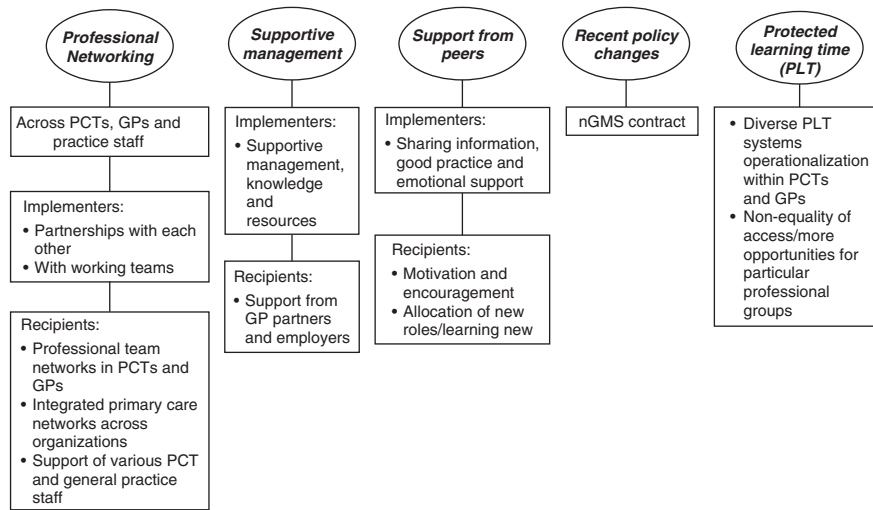 Professional
Networking
Across PCTs, GPs and
practice staff
Implementers:
• Partnerships with each
other
• With working teams
Recipients:
• Professional team
networks in PCTs and
GPs
• Integrated primary care
networks across
organizations
• Support of various PCT
and general practice
staff
Supportive
management
Implementers:
• Supportive
management,
knowledge
and
resources
Recipients:
• Support from
GP partners
and employers
Support from
peers
Implementers:
• Sharing information,
good practice and
emotional support
Recipients:
• Motivation and
encouragement
• Allocation of new
roles/learning new
Recent policy
changes
nGMS contract
Protected
learning time
(PLT)
• Diverse PLT
systems
operationalization
within PCTs
and GPs
• Non-equality of
access/more
opportunities for
particular
professional
groups